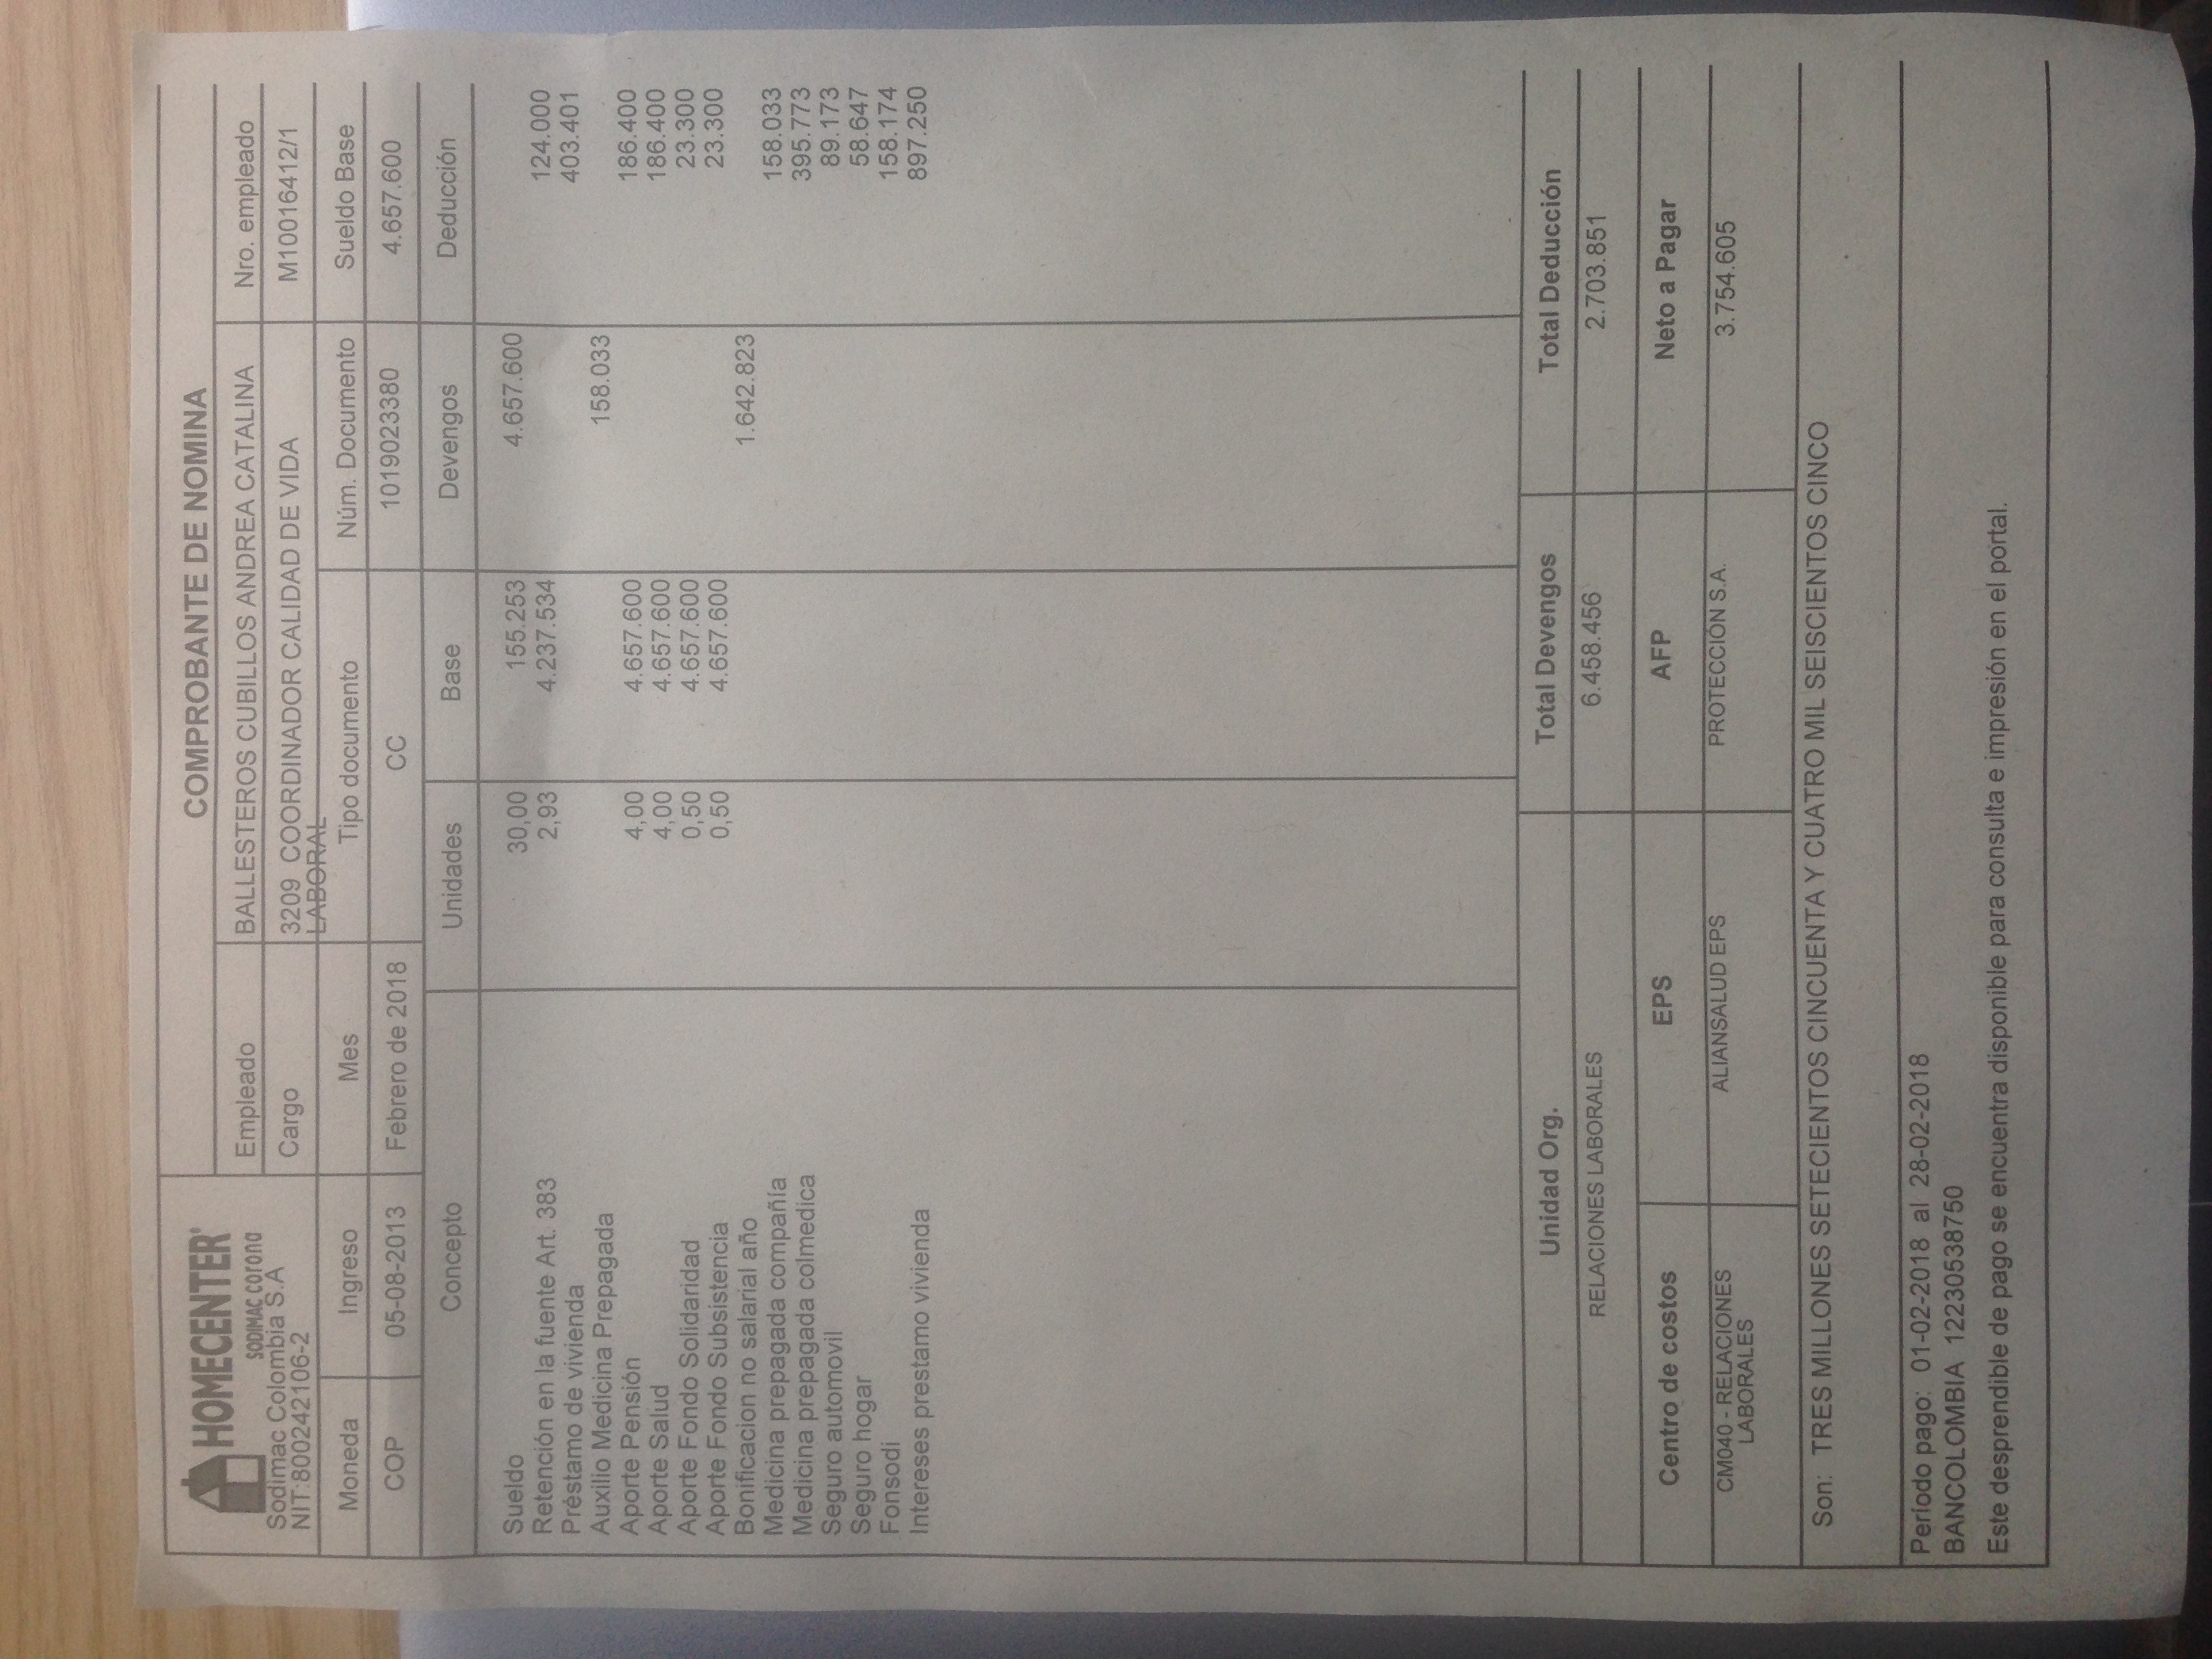 HOMECENTER
SODIMAC corona
Sodimac Colombia S.A
NIT:800242106-2
COMPROBANTE DE NOMINA
Empleado BALLESTEROS CUBILLOS ANDREA CATALINA Nro. empleado
Cargo 3209 COORDINADOR CALIDAD DE VIDA M10016412/1
LABORAL
Moneda Ingreso Mes Tipo documento Núm. Documento Sueldo Base
COP 05-08-2013 Febrero de 2018 CC 1019023380 4.657.600
Concepto Unidades Base Devengos Deducción
Sueldo 30,00 155.253 4.657.600
Retención en la fuente Art. 383 2,93 4.237.534 124.000
Préstamo de vivienda 403.401
Auxilio Medicina Prepagada 158.033
Aporte Pensión 4,00 4.657.600 186.400
Aporte Salud 4,00 4.657.600 186.400
Aporte Fondo Solidaridad 0,50 4.657.600 23.300
Aporte Fondo Subsistencia 0,50 4.657.600 23.300
Bonificacion no salarial año 1.642.823
Medicina prepagada compañía 158.033
Medicina prepagada colmedica 395.773
Seguro automovil 89.173
Seguro hogar 58.647
Fonsodi 158.174
Intereses prestamo vivienda 897.250
Unidad Org. Total Devengos Total Deducción
RELACIONES LABORALES 6.458.456 2.703.851
Centro de costos EPS AFP Neto a Pagar
CM040 - RELACIONES ALIANSALUD EPS PROTECCIÓN S.A. 3.754.605
LABORALES
Son: TRES MILLONES SETECIENTOS CINCUENTA Y CUATRO MIL SEISCIENTOS CINCO
Período pago: 01-02-2018 al 28-02-2018
BANCOLOMBIA 12230538750
Este desprendible de pago se encuentra disponible para consulta e impresión en el portal.